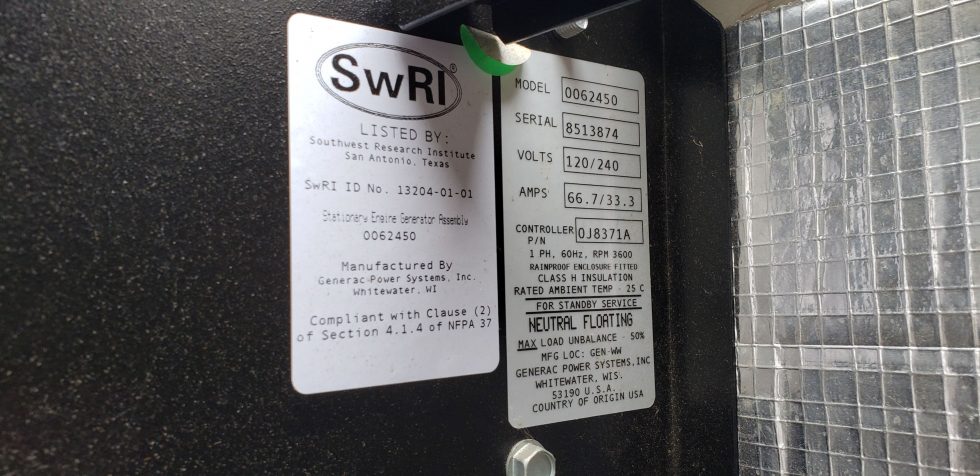 SwRI®
LISTED BY:
Southwest Research Institute
San Antonio, Texas
SwRI ID No. 13204-01-01
Stationary Engine Generator Assembly
0062450
Manufactured By
Generac Power Systems, Inc.
Whitewater, WI
Compliant with Clause (2)
of Section 4.1.4 of NFPA 37
MODEL 0062450
SERIAL 8513874
VOLTS 120/240
AMPS 66.7/33.3
CONTROLLER 0J8371A
P/N
1 PH, 60Hz, RPM 3600
RAINPROOF ENCLOSURE FITTED
CLASS H INSULATION
RATED AMBIENT TEMP - 25 C
FOR STANDBY SERVICE
NEUTRAL FLOATING
MAX LOAD UNBALANCE - 50%
MFG LOC: GEN-WW
GENERAC POWER SYSTEMS, INC
WHITEWATER, WIS.
53190 U.S.A.
COUNTRY OF ORIGIN USA